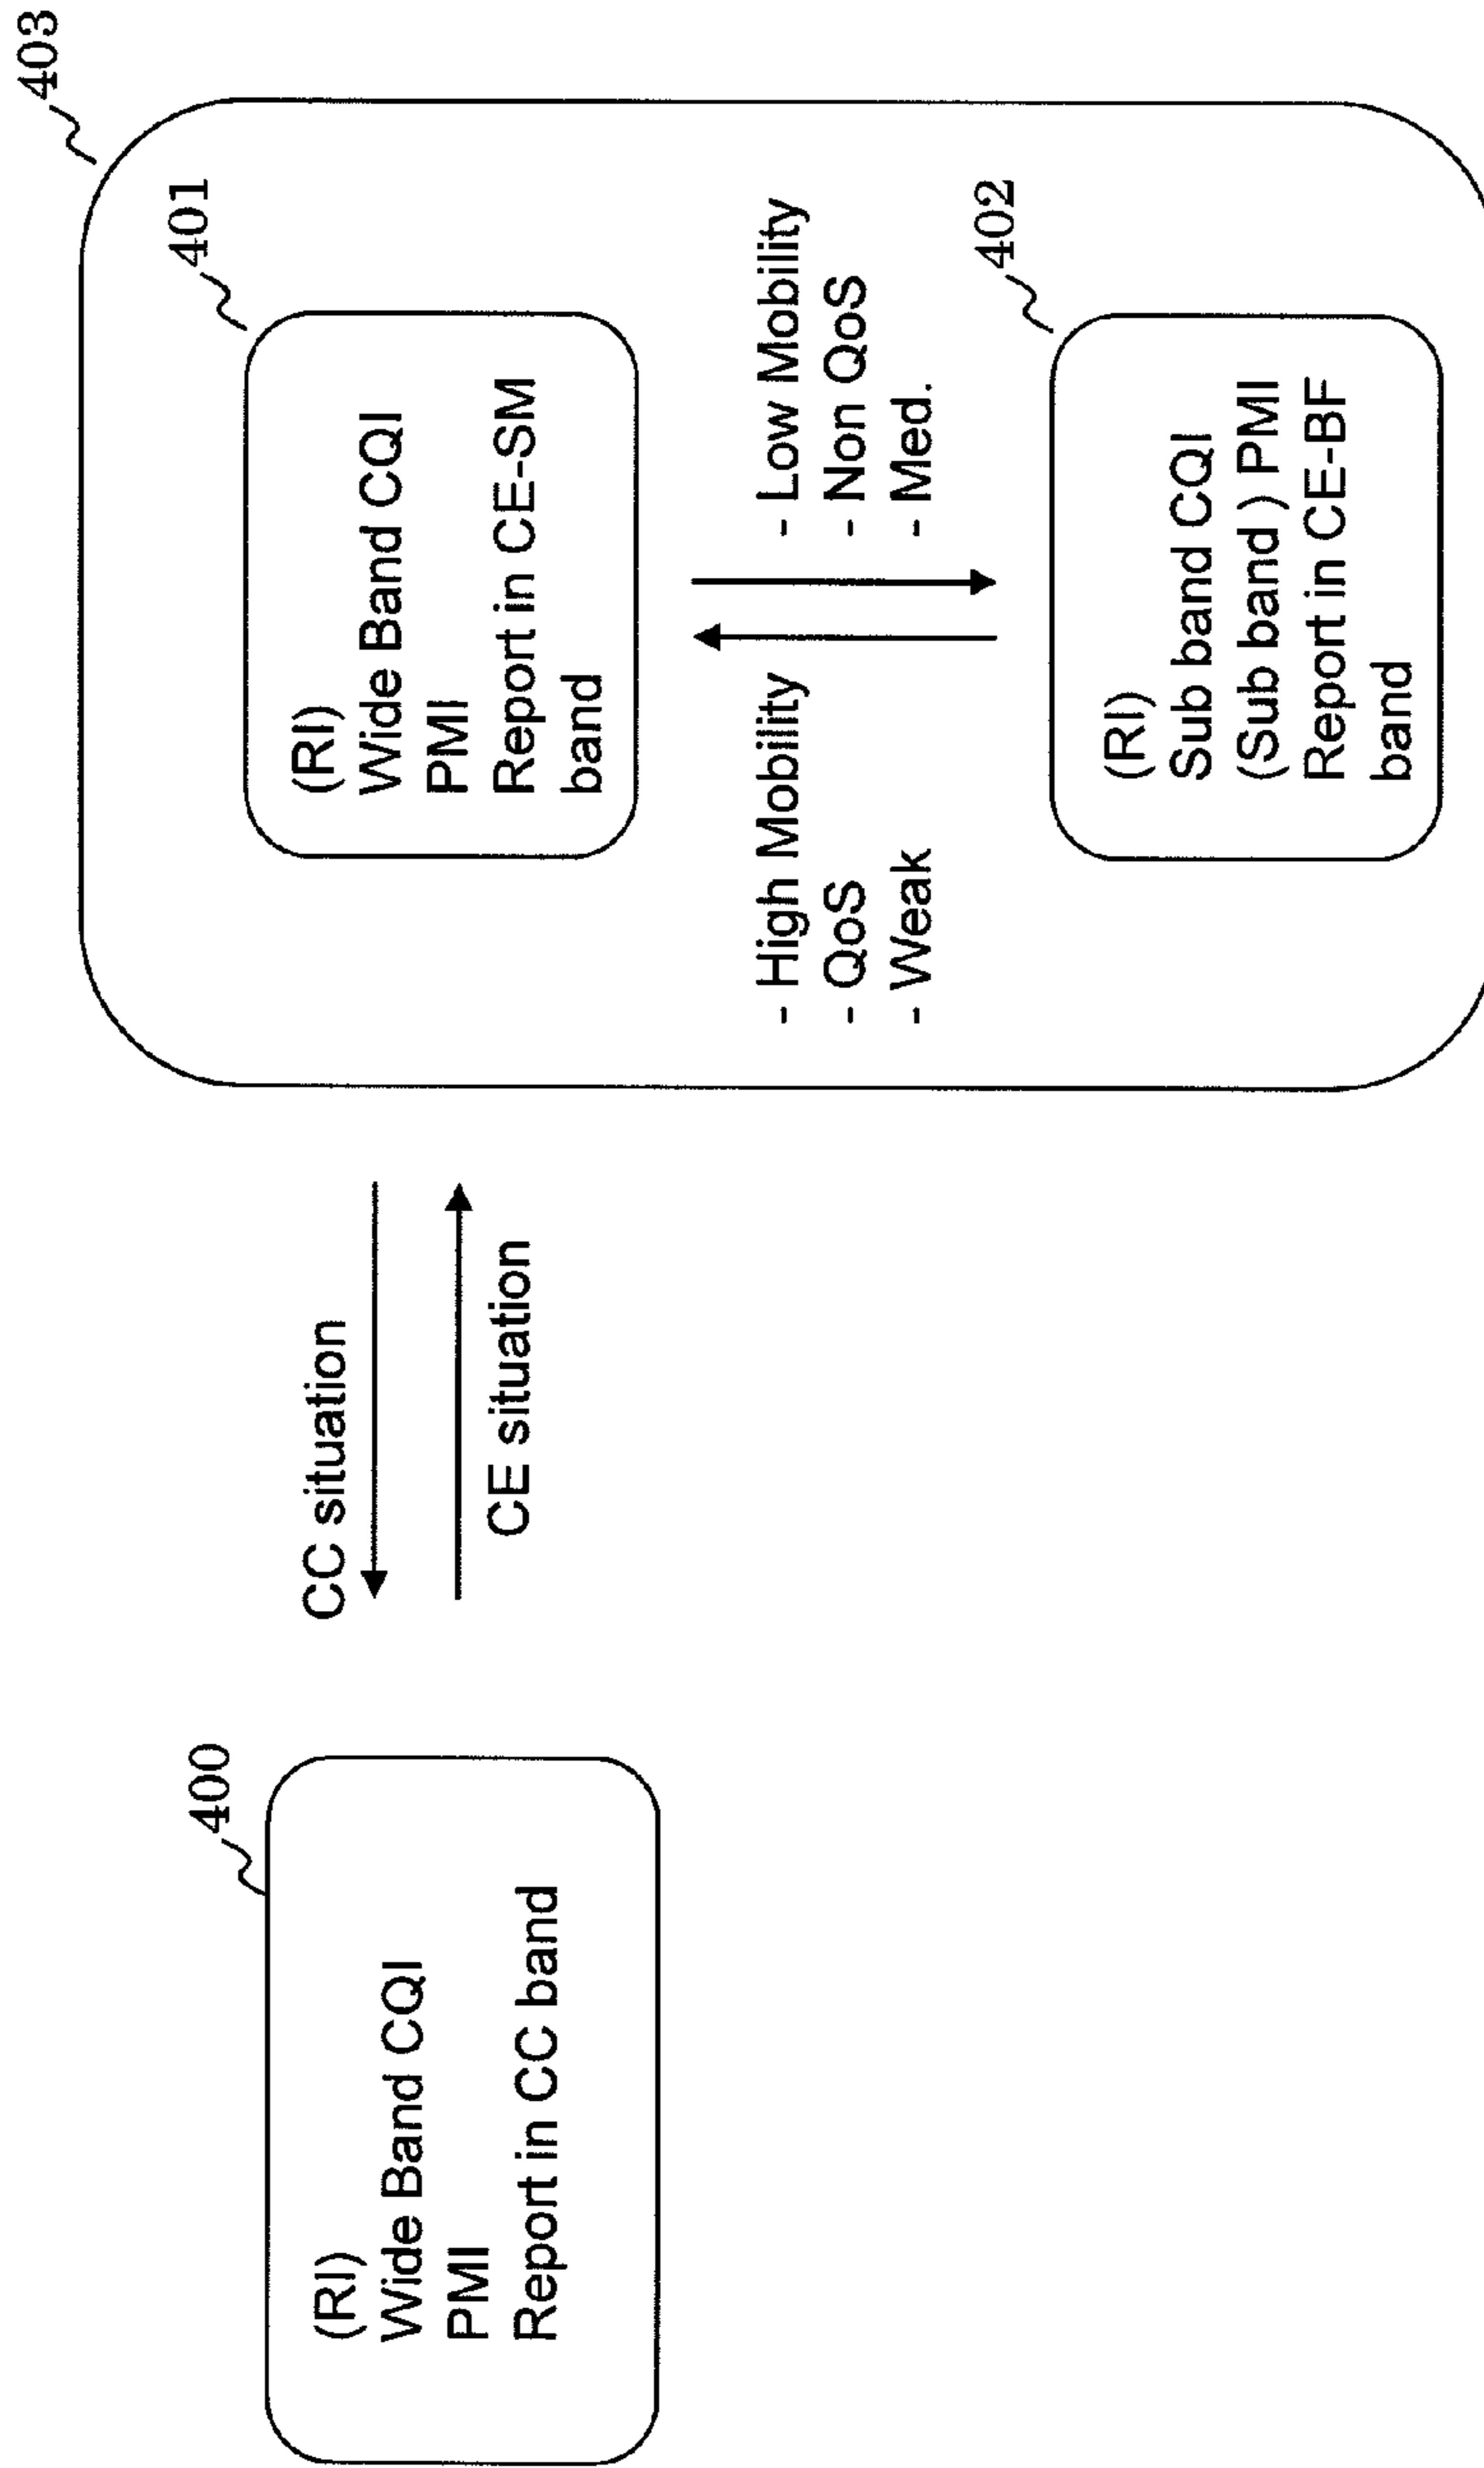 400
(RI)
Wide Band CQI
PMI
Report in CC band
CC situation
CE situation
403
401
(RI)
Wide Band CQI
PMI
Report in CE-SM
band
- High Mobility
- QoS
- Weak
- Low Mobility
- Non QoS
- Med.
402
(RI)
Sub band CQI
(Sub band ) PMI
Report in CE-BF
band